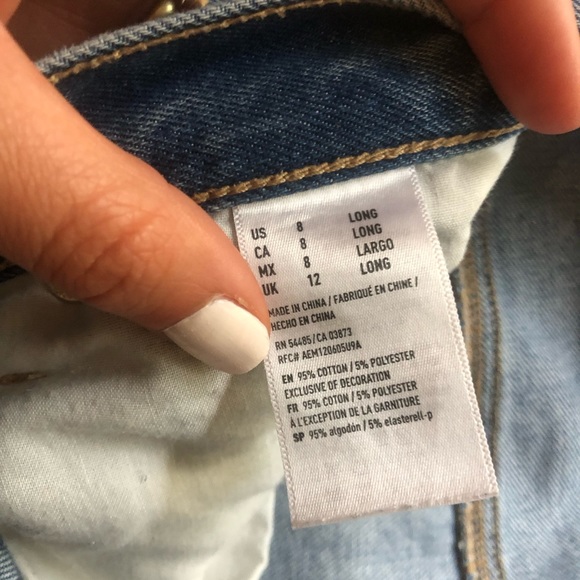 US 8 LONG
CA 8 LONG
MX 8 LARGO
UK 12 LONG
MADE IN CHINA / FABRIQUÉ EN CHINE /
HECHO EN CHINA
RN 54485/CA 03873
RFC# AEM120605U9A
EN 95% COTTON / 5% POLYESTER
EXCLUSIVE OF DECORATION
FR 95% COTON / 5% POLYESTER
À L'EXCEPTION DE LA GARNITURE
SP 95% algodón / 5% elasterell-p